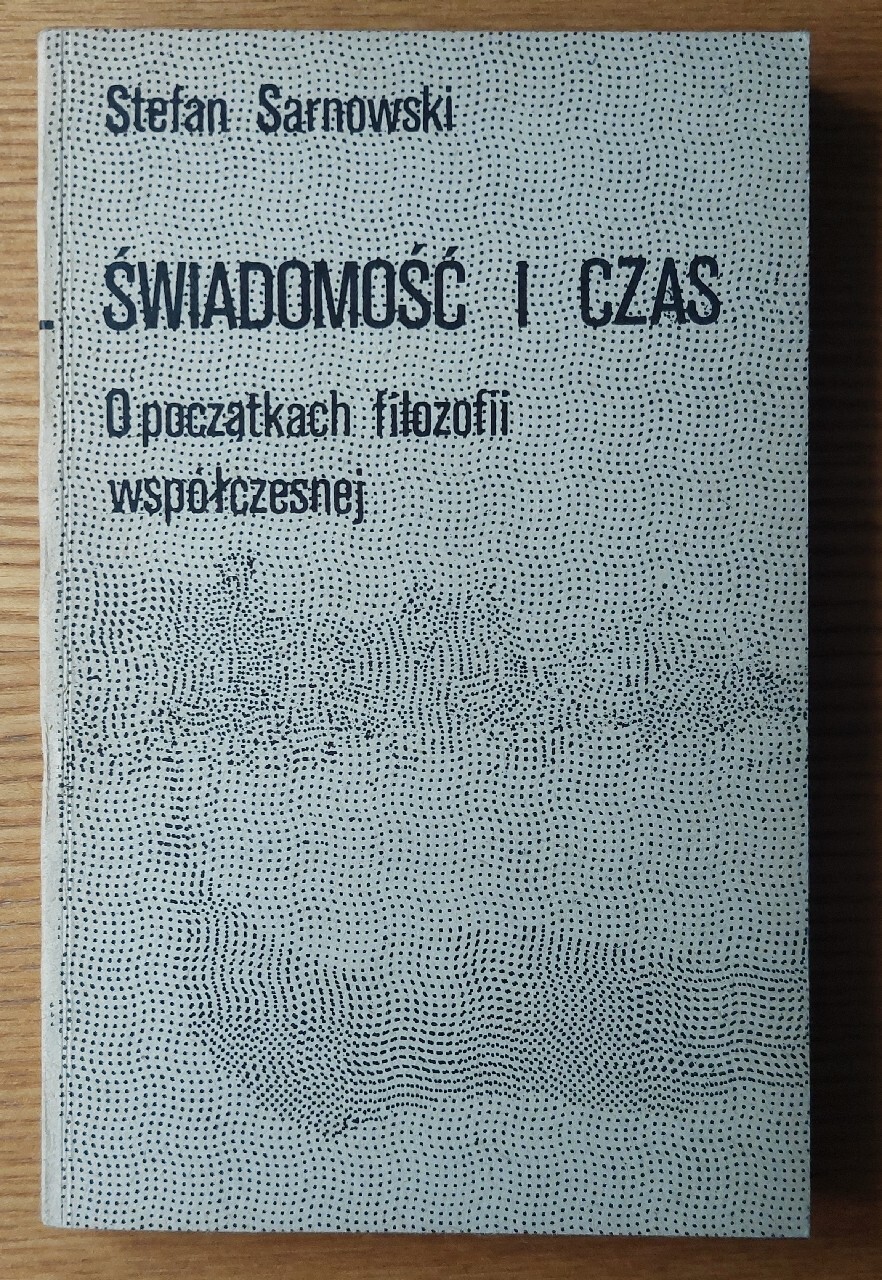 Stefan Sarnowski
ŚWIADOMOŚĆ I CZAS
O początkach filozofii
współczesnej